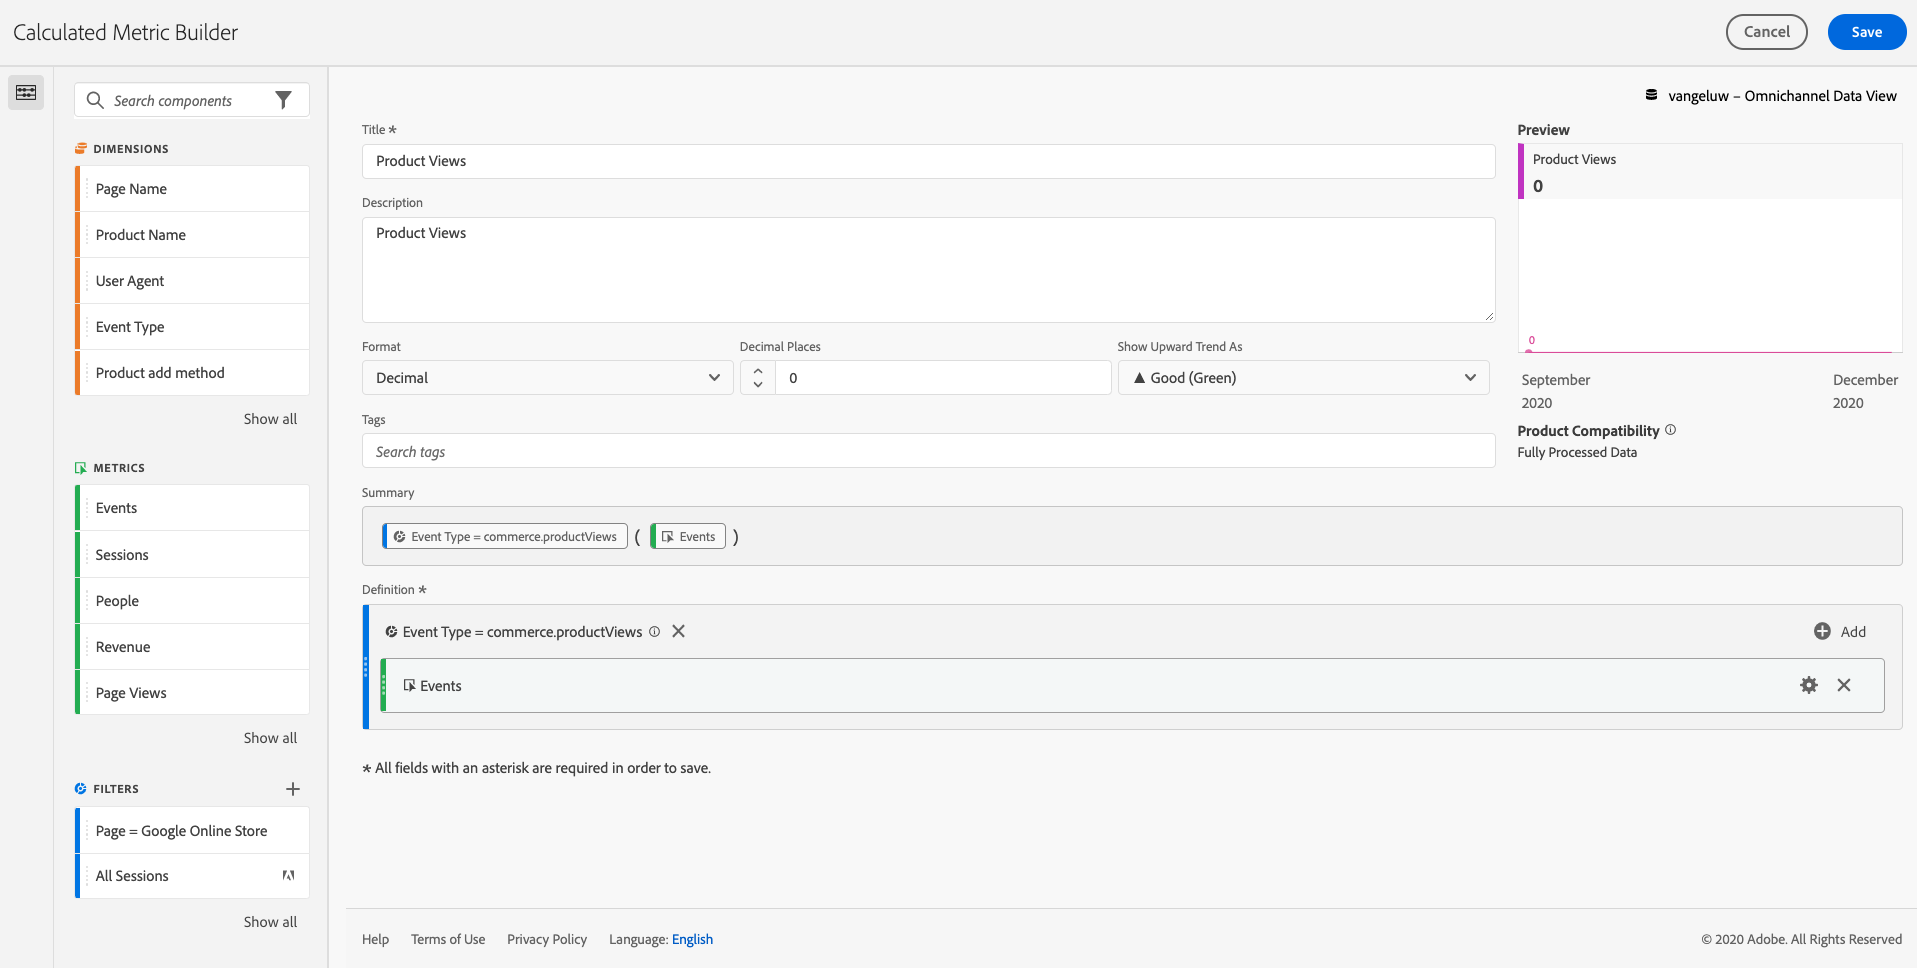 Calculated Metric Builder
Cancel
Save
Search components
vangeluw – Omnichannel Data View
DIMENSIONS
Page Name
Product Name
User Agent
Event Type
Product add method
Show all
METRICS
Events
Sessions
People
Revenue
Page Views
Show all
FILTERS
Page = Google Online Store
All Sessions
Show all
Title *
Product Views
Description
Product Views
Format
Decimal Places
Show Upward Trend As
Decimal
0
▲ Good (Green)
Tags
Search tags
Summary
Event Type = commerce.productViews ( Events )
Definition *
Event Type = commerce.productViews
Add
Events
* All fields with an asterisk are required in order to save.
Preview
Product Views
0
0
September 2020
December 2020
Product Compatibility
Fully Processed Data
Help
Terms of Use
Privacy Policy
Language: English
© 2020 Adobe. All Rights Reserved